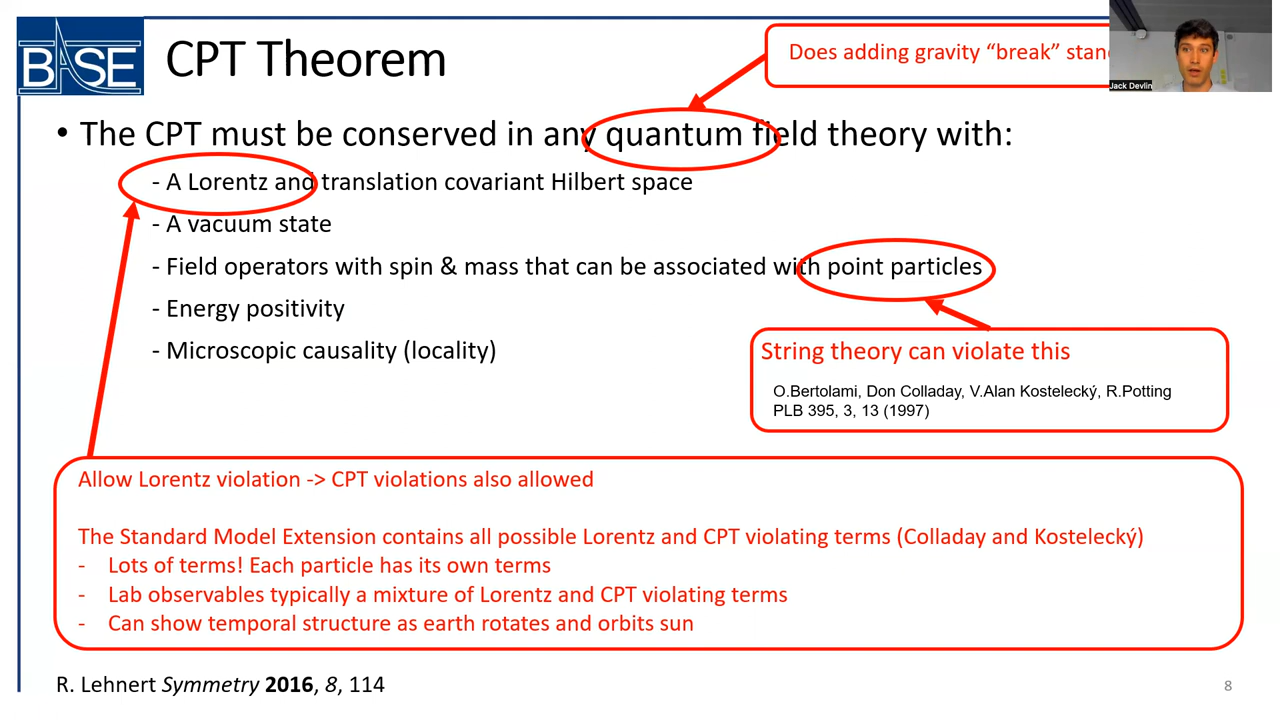 BASE
CPT Theorem
Does adding gravity “break”
Jack Devlin
• The CPT must be conserved in any quantum field theory with:
- A Lorentz and translation covariant Hilbert space
- A vacuum state
- Field operators with spin & mass that can be associated with point particles
- Energy positivity
- Microscopic causality (locality)
String theory can violate this
O.Bertolami, Don Colladay, V.Alan Kostelecký, R.Potting
PLB 395, 3, 13 (1997)
Allow Lorentz violation -> CPT violations also allowed
The Standard Model Extension contains all possible Lorentz and CPT violating terms (Colladay and Kostelecký)
- Lots of terms! Each particle has its own terms
- Lab observables typically a mixture of Lorentz and CPT violating terms
- Can show temporal structure as earth rotates and orbits sun
R. Lehnert Symmetry 2016, 8, 114
8